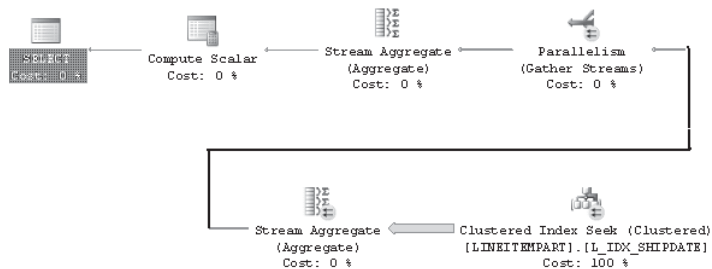 SELECT
Cost: 0 %
Compute Scalar
Cost: 0 %
Stream Aggregate
(Aggregate)
Cost: 0 %
Parallelism
(Gather Streams)
Cost: 0 %
Stream Aggregate
(Aggregate)
Cost: 0 %
Clustered Index Seek (Clustered)
[LINEITEMPART].[L_IDX_SHIPDATE]
Cost: 100 %